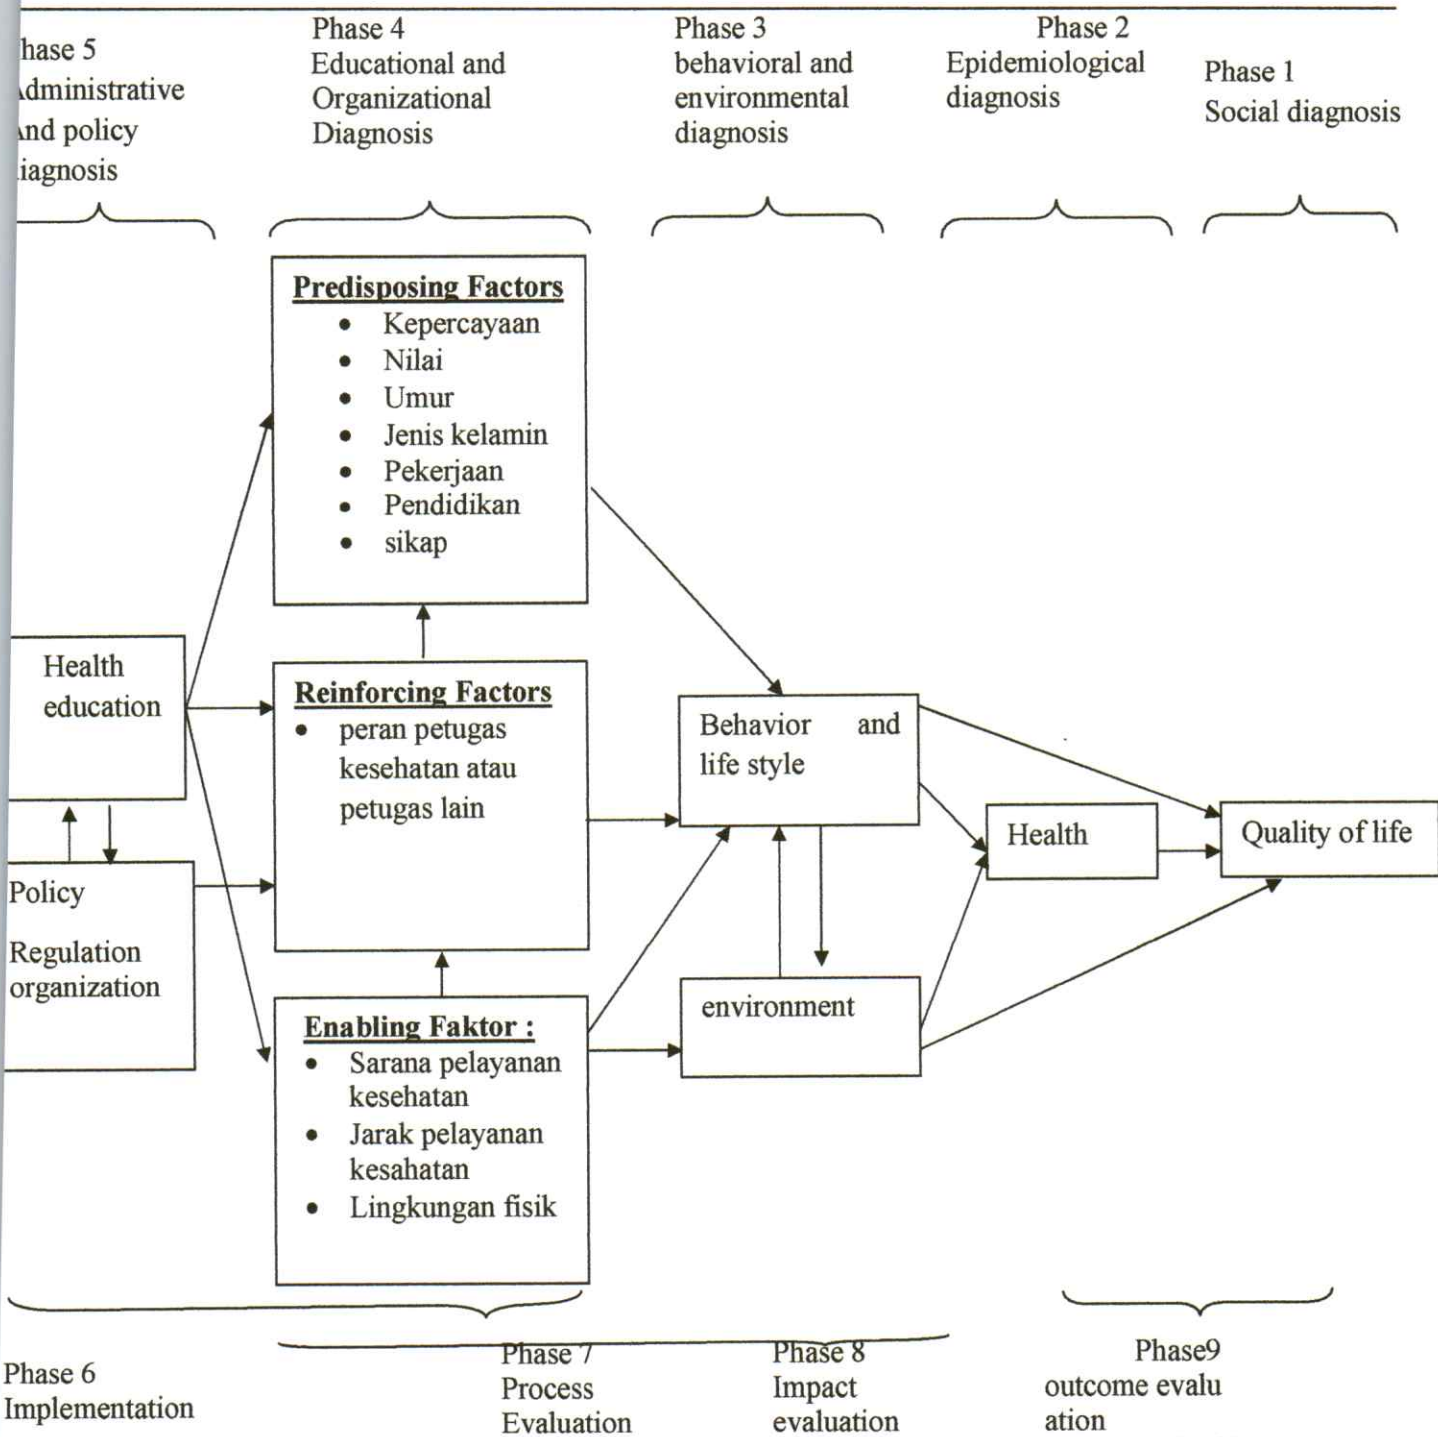 hase 5
dministrative
nd policy
iagnosis
Phase 4
Educational and
Organizational
Diagnosis
Phase 3
behavioral and
environmental
diagnosis
Phase 2
Epidemiological
diagnosis
Phase 1
Social diagnosis
Predisposing Factors
• Kepercayaan
• Nilai
• Umur
• Jenis kelamin
• Pekerjaan
• Pendidikan
• sikap
Health
education
Policy
Regulation
organization
Reinforcing Factors
• peran petugas
kesehatan atau
petugas lain
Enabling Faktor :
• Sarana pelayanan
kesehatan
• Jarak pelayanan
kesahatan
• Lingkungan fisik
Behavior and
life style
environment
Health
Quality of life
Phase 6
Implementation
Phase 7
Process
Evaluation
Phase 8
Impact
evaluation
Phase9
outcome evalu
ation